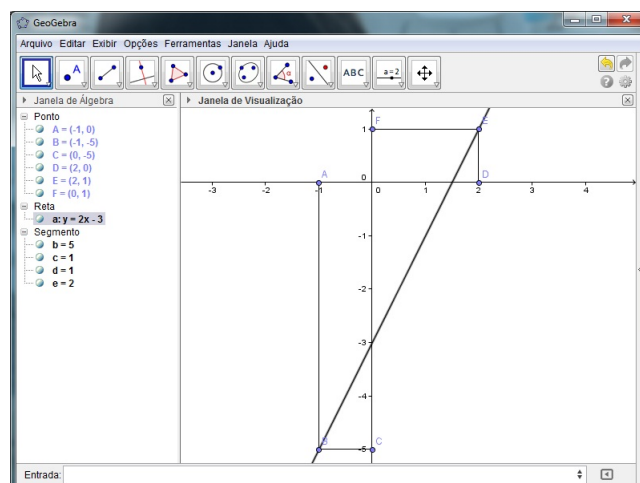 GeoGebra
Arquivo Editar Exibir Opções Ferramentas Janela Ajuda
ABC
a=2
Janela de Álgebra
Ponto
A = (-1, 0)
B = (-1, -5)
C = (0, -5)
D = (2, 0)
E = (2, 1)
F = (0, 1)
Reta
a: y = 2x - 3
Segmento
b = 5
c = 1
d = 1
e = 2
Janela de Visualização
F
E
1
A
0
D
-3 -2 -1 0 1 2 3 4
-1
-2
-3
-4
B
C
-5
Entrada: